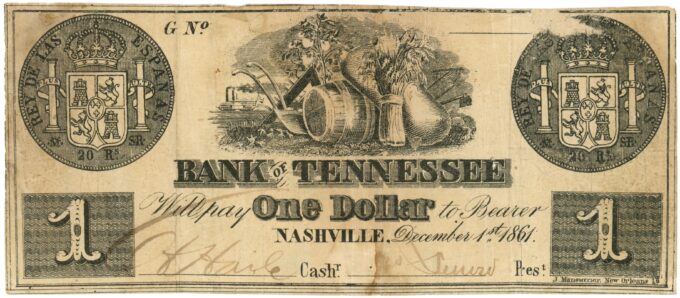 G No
REY DE LAS ESPAÑAS
20 Rs.
REY DE LAS ESPAÑAS
SR
20 Rs.
BANK OF TENNESSEE
Will pay One Dollar to Bearer
NASHVILLE, December 1st. 1861.
1
1
Cashr.
Prest.
New Orleans